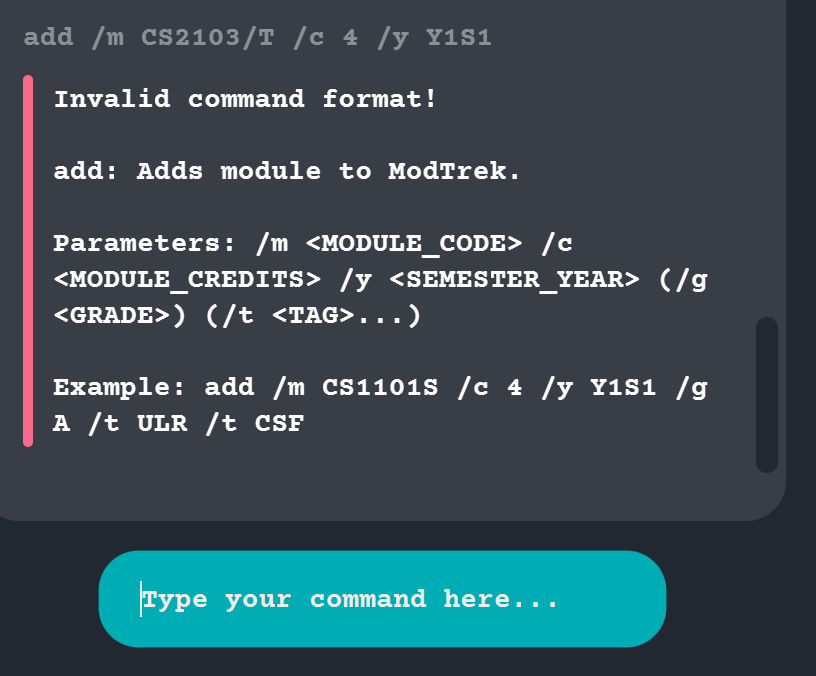 add /m CS2103/T /c 4 /y Y1S1
Invalid command format!
add: Adds module to ModTrek.
Parameters: /m <MODULE_CODE> /c
<MODULE_CREDITS> /y <SEMESTER_YEAR> (/g
<GRADE>) (/t <TAG>...)
Example: add /m CS1101S /c 4 /y Y1S1 /g
A /t ULR /t CSF
Type your command here...